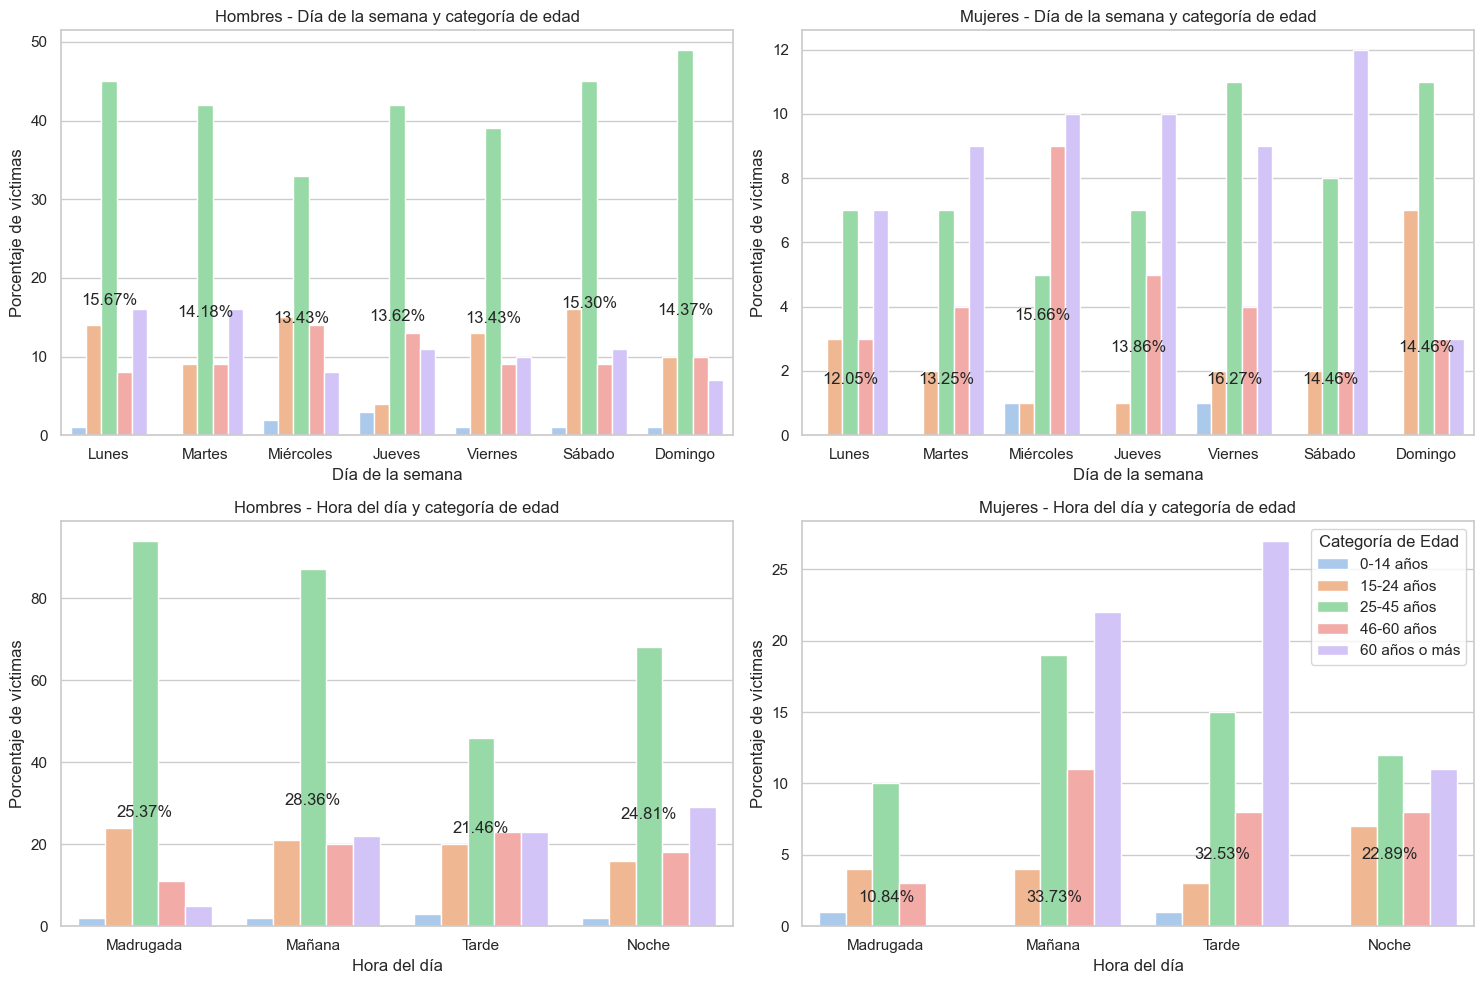 Hombres - Día de la semana y categoría de edad
Porcentaje de víctimas
50
40
30
20
10
0
15.67%
14.18%
13.43%
13.62%
13.43%
15.30%
14.37%
Lunes Martes Miércoles Jueves Viernes Sábado Domingo
Día de la semana
Mujeres - Día de la semana y categoría de edad
Porcentaje de víctimas
12
10
8
6
4
2
0
12.05%
13.25%
15.66%
13.86%
16.27%
14.46%
14.46%
Lunes Martes Miércoles Jueves Viernes Sábado Domingo
Día de la semana
Hombres - Hora del día y categoría de edad
Porcentaje de víctimas
80
60
40
20
0
25.37%
28.36%
21.46%
24.81%
Madrugada Mañana Tarde Noche
Hora del día
Mujeres - Hora del día y categoría de edad
Porcentaje de víctimas
25
20
15
10
5
0
10.84%
33.73%
32.53%
22.89%
Madrugada Mañana Tarde Noche
Hora del día
Categoría de Edad
0-14 años
15-24 años
25-45 años
46-60 años
60 años o más